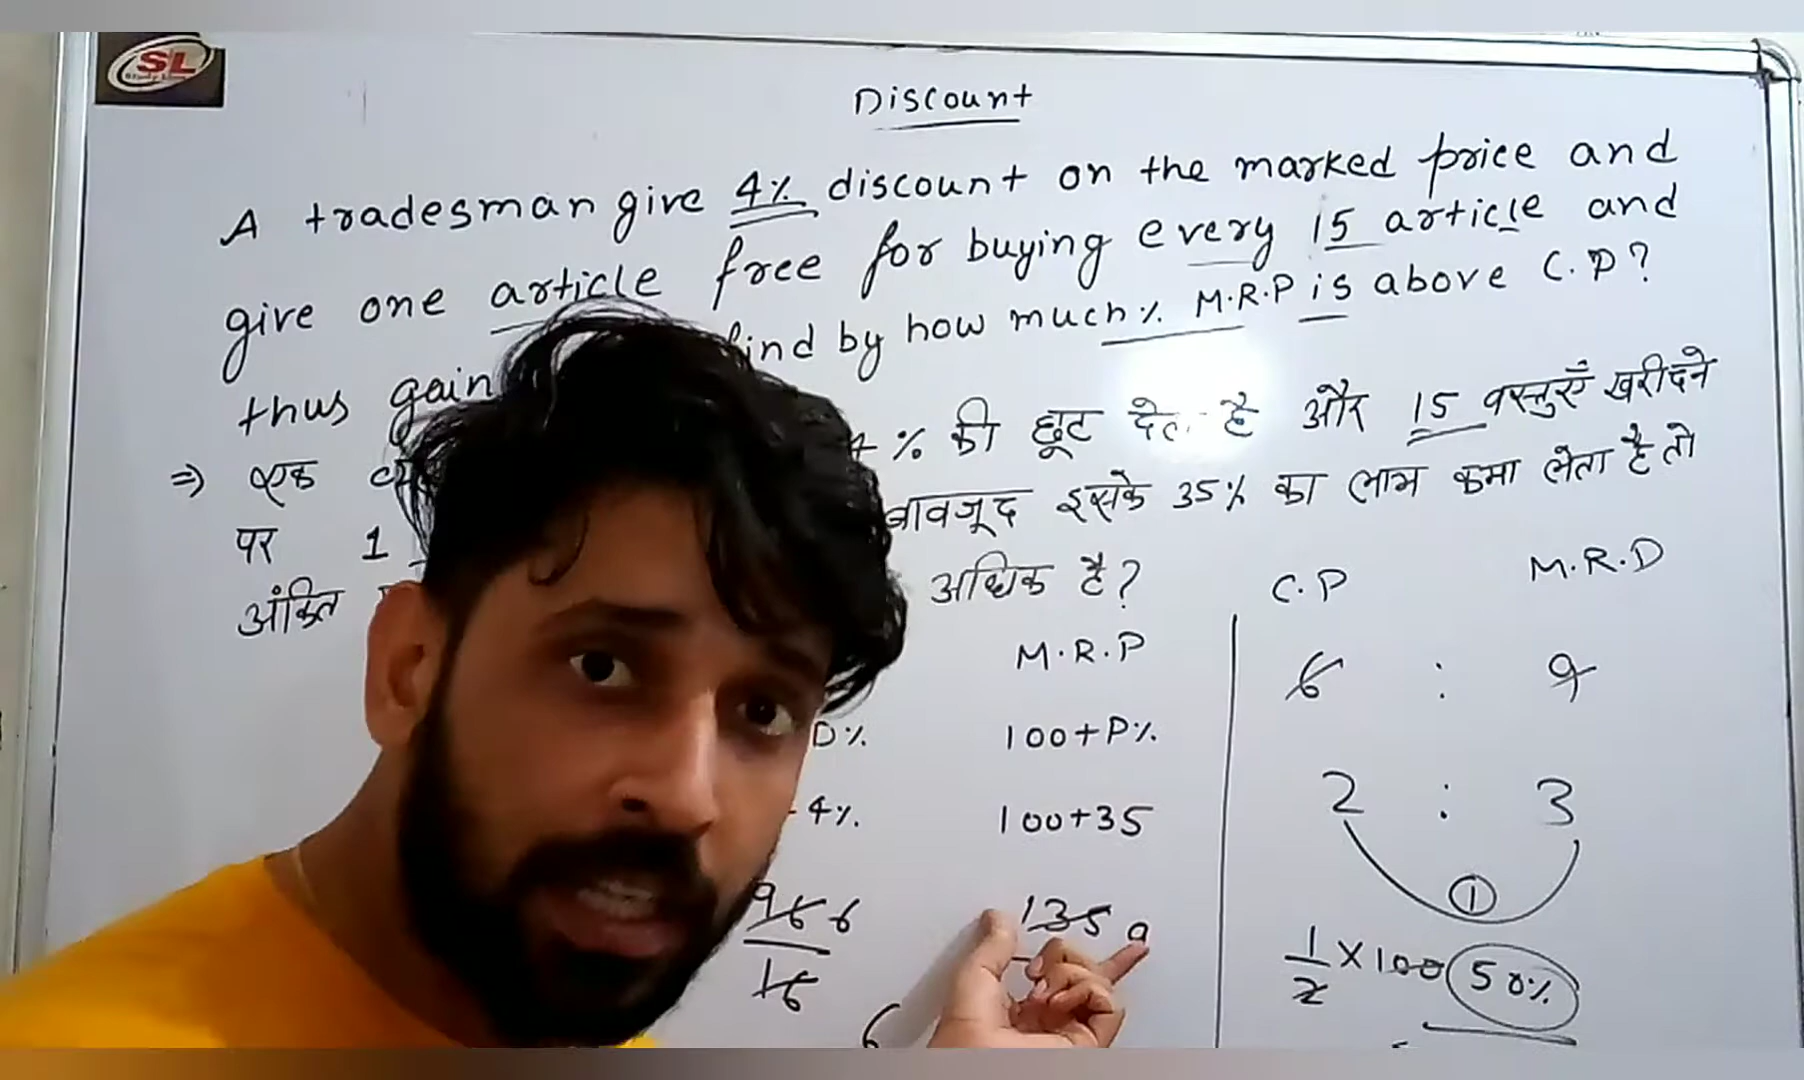 SL
Discount
A tradesman give 4% discount on the marked price and
give one article free for buying every 15 article and
thus gain find by how much % M.R.P is above C.P?
⇒ एक 4% की छूट देता है और 15 वस्तुएँ खरीदने
पर 1 बावजूद इसके 35% का लाभ कमा लेता है तो
अंकित अधिक है?
C.P M.R.P
M.R.P
6 : 9
D% 100+P%
2 : 3
4% 100+35
1
96 6 135 9
16
1/2 × 100 50%
6